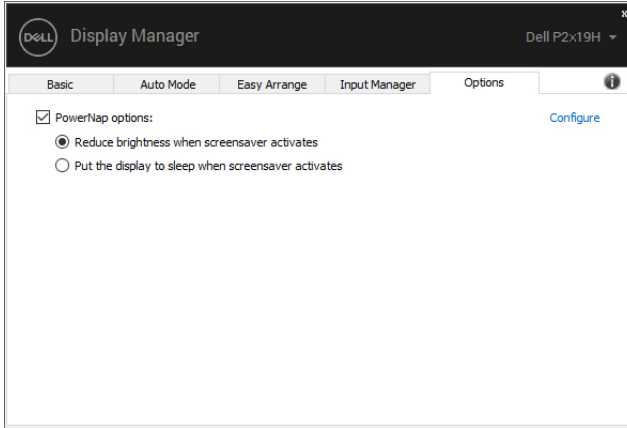 DELL Display Manager
x
Dell P2x19H
Basic Auto Mode Easy Arrange Input Manager Options i
PowerNap options: Configure
Reduce brightness when screensaver activates
Put the display to sleep when screensaver activates